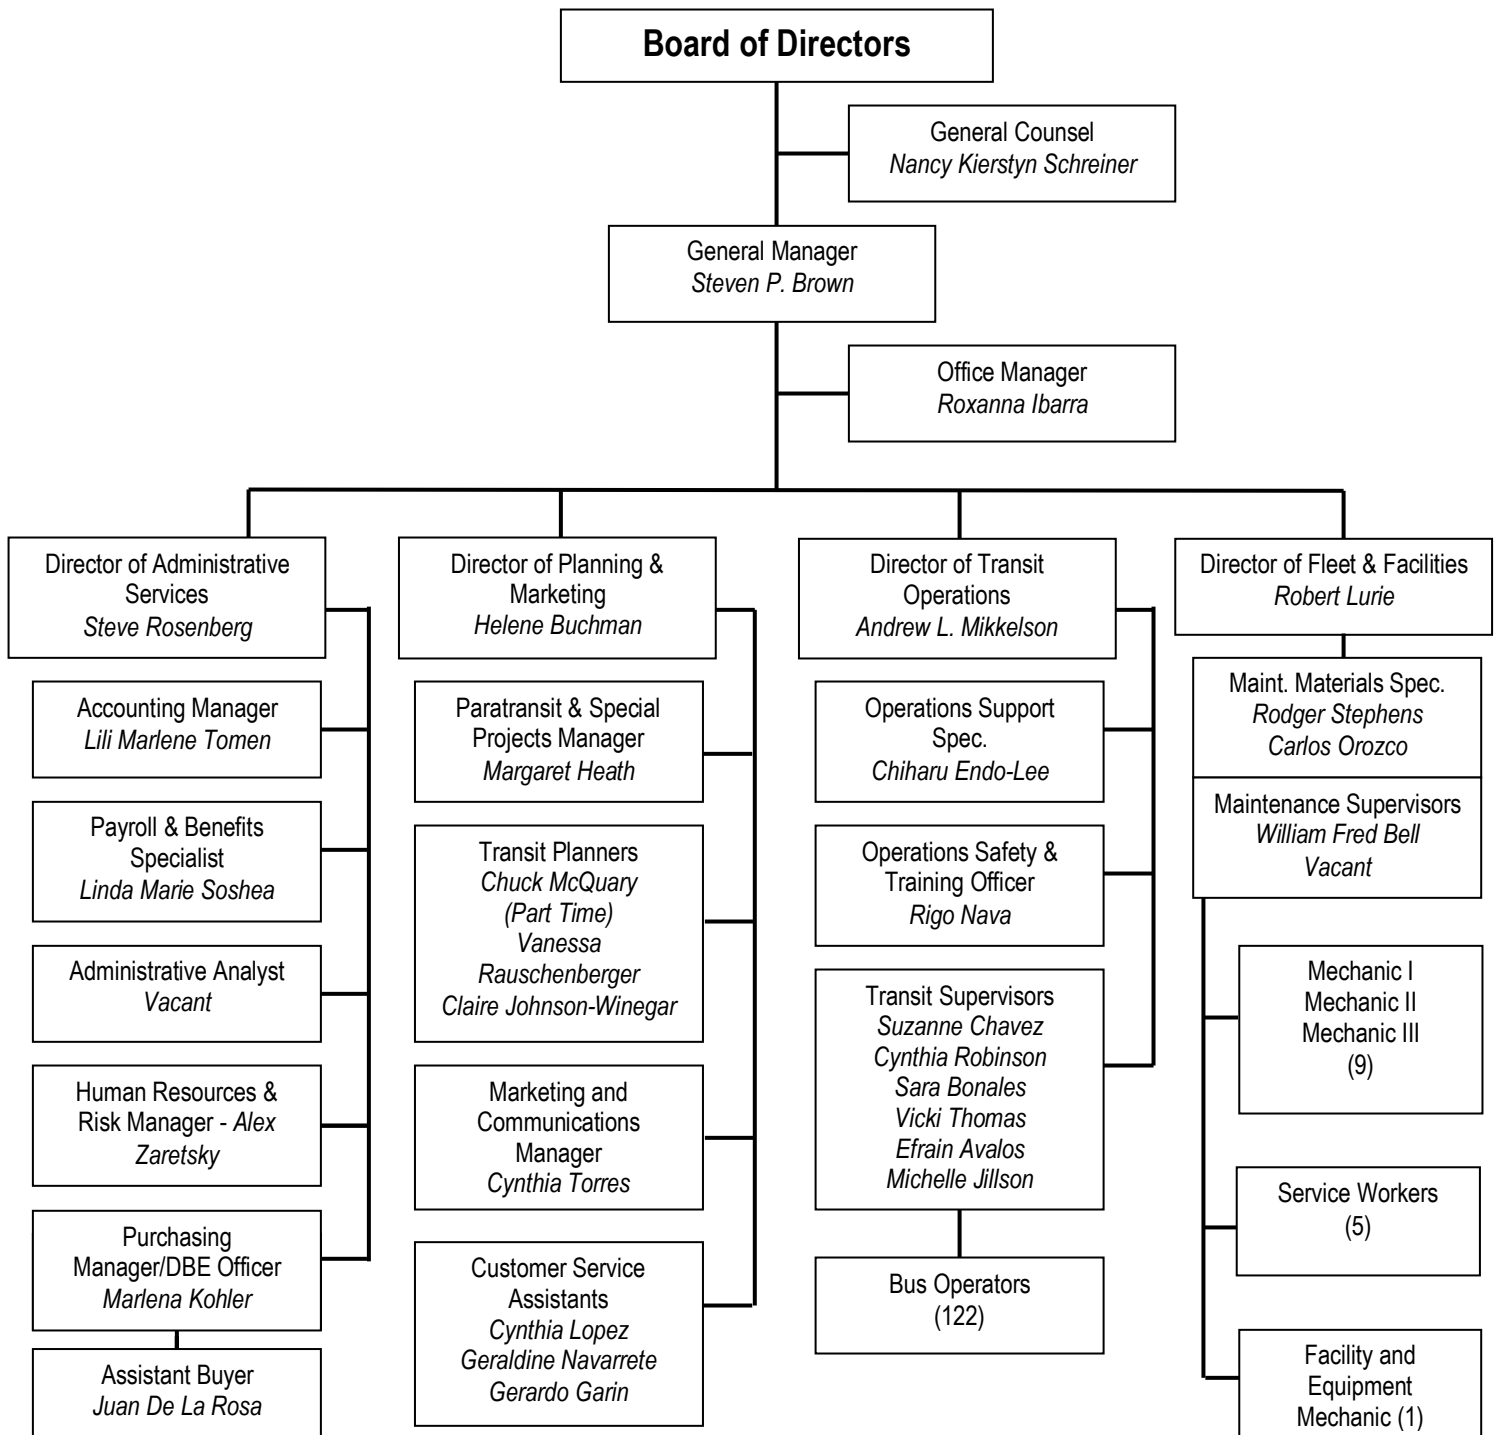 Board of Directors
General Counsel
Nancy Kierstyn Schreiner
General Manager
Steven P. Brown
Office Manager
Roxanna Ibarra
Director of Administrative
Services
Steve Rosenberg
Accounting Manager
Lili Marlene Tomen
Payroll & Benefits
Specialist
Linda Marie Soshea
Administrative Analyst
Vacant
Human Resources &
Risk Manager - Alex
Zaretsky
Purchasing
Manager/DBE Officer
Marlena Kohler
Assistant Buyer
Juan De La Rosa
Director of Planning &
Marketing
Helene Buchman
Paratransit & Special
Projects Manager
Margaret Heath
Transit Planners
Chuck McQuary
(Part Time)
Vanessa
Rauschenberger
Claire Johnson-Winegar
Marketing and
Communications
Manager
Cynthia Torres
Customer Service
Assistants
Cynthia Lopez
Geraldine Navarrete
Gerardo Garin
Director of Transit
Operations
Andrew L. Mikkelson
Operations Support
Spec.
Chiharu Endo-Lee
Operations Safety &
Training Officer
Rigo Nava
Transit Supervisors
Suzanne Chavez
Cynthia Robinson
Sara Bonales
Vicki Thomas
Efrain Avalos
Michelle Jillson
Bus Operators
(122)
Director of Fleet & Facilities
Robert Lurie
Maint. Materials Spec.
Rodger Stephens
Carlos Orozco
Maintenance Supervisors
William Fred Bell
Vacant
Mechanic I
Mechanic II
Mechanic III
(9)
Service Workers
(5)
Facility and
Equipment
Mechanic (1)